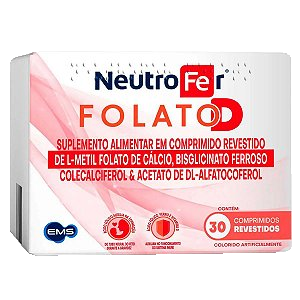 NeutroFer
FOLATO D
SUPLEMENTO ALIMENTAR EM COMPRIMIDO REVESTIDO
DE L-METIL FOLATO DE CÁLCIO, BISGLICINATO FERROSO
COLECALCIFEROL & ACETATO DE DL-ALFATOCOFEROL
CONTÉM:
30 COMPRIMIDOS
REVESTIDOS
COLORIDO ARTIFICIALMENTE
EMS